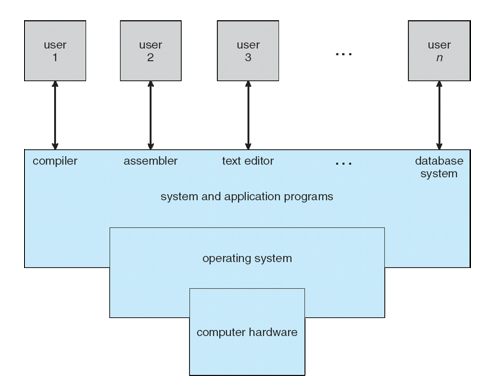 user
1
user
2
user
3
...
user
n
compiler
assembler
text editor
...
database
system
system and application programs
operating system
computer hardware